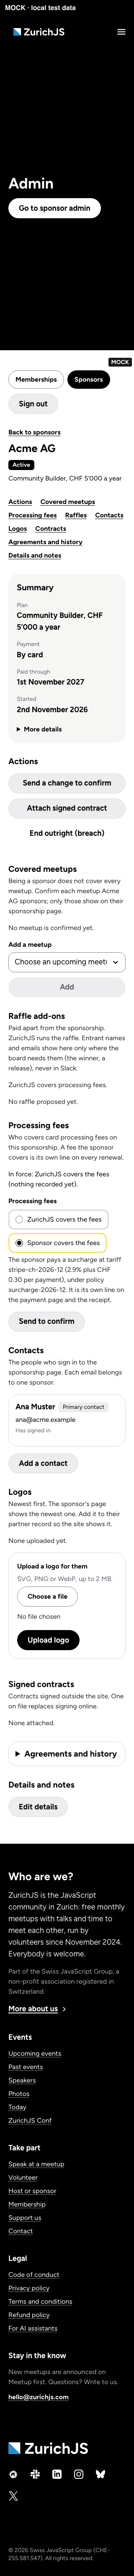 MOCK - local test data
ZurichJS
Admin
Go to sponsor admin
MOCK
Memberships
Sponsors
Sign out
Back to sponsors
Acme AG
Active
Community Builder, CHF 5'000 a year
Actions Covered meetups
Processing fees Raffles Contacts
Logos Contracts
Agreements and history
Details and notes
Summary
Plan
Community Builder, CHF
5'000 a year
Payment
By card
Paid through
1st November 2027
Started
2nd November 2026
More details
Actions
Send a change to confirm
Attach signed contract
End outright (breach)
Covered meetups
Being a sponsor does not cover every
meetup. Confirm each meetup Acme
AG sponsors; only those show on their
sponsorship page.
No meetup is confirmed yet.
Add a meetup
Choose an upcoming meetu
Add
Raffle add-ons
Paid apart from the sponsorship.
ZurichJS runs the raffle. Entrant names
and emails show here only while the
board needs them (the winner, a
release), never in Slack.
ZurichJS covers processing fees.
No raffle proposed yet.
Processing fees
Who covers card processing fees on
this sponsorship. A fee the sponsor
covers is its own line on every charge.
In force: ZurichJS covers the fees
(nothing recorded yet).
Processing fees
ZurichJS covers the fees
Sponsor covers the fees
The sponsor pays a surcharge at tariff
stripe-ch-2026-12 (2.9% plus CHF
0.30 per payment), under policy
surcharge-2026-12. It is its own line on
the payment page and the receipt.
Send to confirm
Contacts
The people who sign in to the
sponsorship page. Each email belongs
to one sponsor.
Ana Muster Primary contact
ana@acme.example
Has signed in
Add a contact
Logos
Newest first. The sponsor's page
shows the newest one. Add it to their
partner record on the site shows it.
None uploaded yet.
Upload a logo for them
SVG, PNG or WebP, up to 2 MB.
Choose a file
No file chosen
Upload logo
Signed contracts
Contracts signed outside the site. One
on file replaces signing online.
None attached.
Agreements and history
Details and notes
Edit details
Who are we?
ZurichJS is the JavaScript
community in Zurich: free monthly
meetups with talks and time to
meet each other, run by
volunteers since November 2024.
Everybody is welcome.
Part of the Swiss JavaScript Group, a
non-profit association registered in
Switzerland.
More about us
Events
Upcoming events
Past events
Speakers
Photos
Today
ZurichJS Conf
Take part
Speak at a meetup
Volunteer
Host or sponsor
Membership
Support us
Contact
Legal
Code of conduct
Privacy policy
Terms and conditions
Refund policy
For AI assistants
Stay in the know
New meetups are announced on
Meetup first. Questions? Write to us.
hello@zurichjs.com
ZurichJS
© 2026 Swiss JavaScript Group (CHE-
255.581.547). All rights reserved.